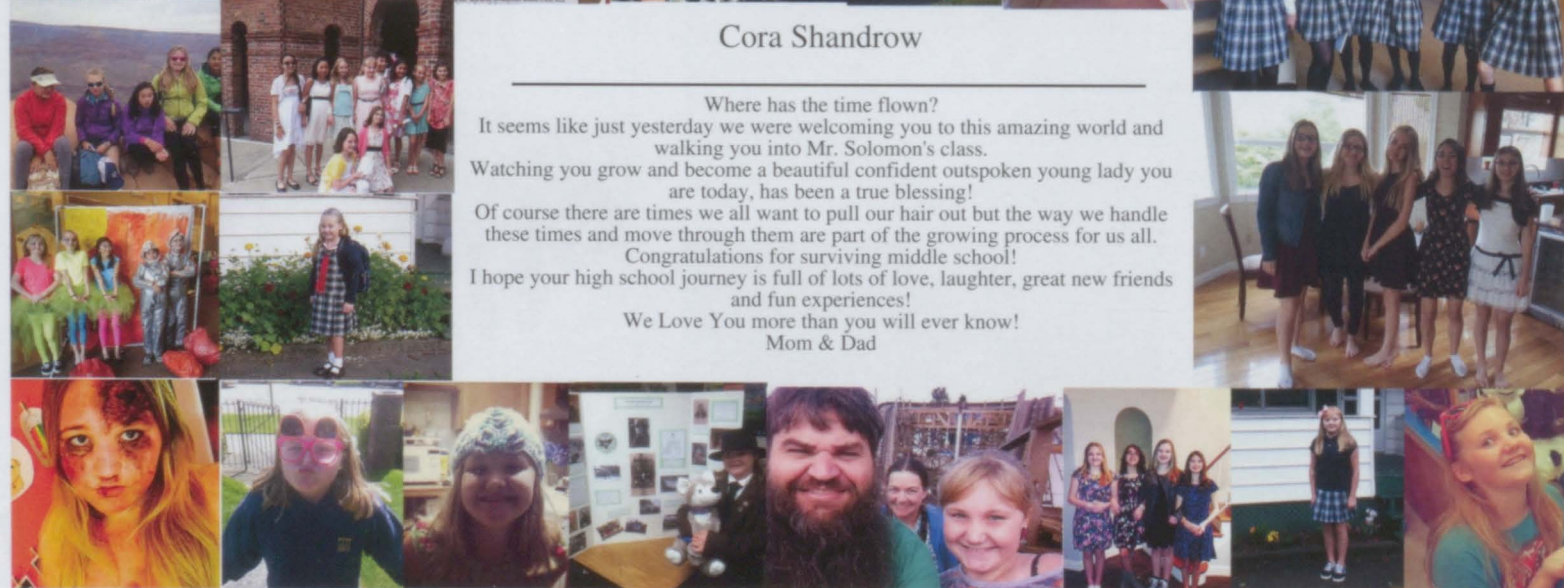 Cora Shandrow
Where has the time flown?
It seems like just yesterday we were welcoming you to this amazing world and
walking you into Mr. Solomon's class.
Watching you grow and become a beautiful confident outspoken young lady you
are today, has been a true blessing!
Of course there are times we all want to pull our hair out but the way we handle
these times and move through them are part of the growing process for us all.
Congratulations for surviving middle school!
I hope your high school journey is full of lots of love, laughter, great new friends
and fun experiences!
We Love You more than you will ever know!
Mom & Dad